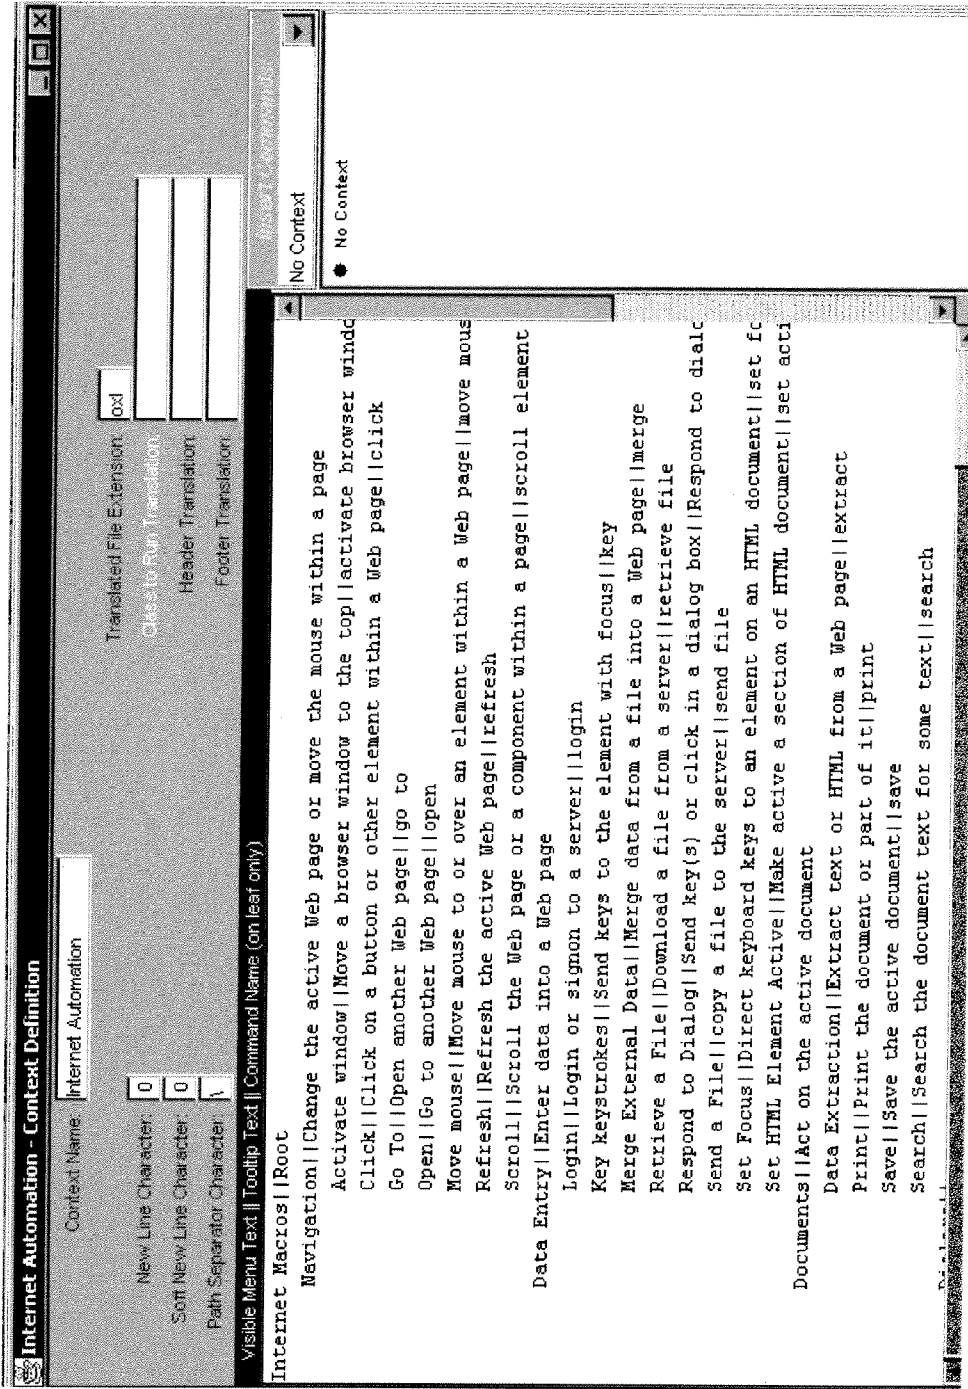 Internet Automation - Context Definition
Context Name: Internet Automation
New Line Character: 0
Soft New Line Character: 0
Path Separator Character: \
Translated File Extension: oxl
Class to Run Translation:
Header Translation:
Footer Translation:
Visible Menu Text || Tooltip Text || Command Name (on leaf only)
Insert Commands
No Context
No Context
Internet Macros||Root
Navigation||Change the active Web page or move the mouse within a page
Activate window||Move a browser window to the top||activate browser windo
Click||Click on a button or other element within a Web page||click
Go To||Open another Web page||go to
Open||Go to another Web page||open
Move mouse||Move mouse to or over an element within a Web page||move mous
Refresh||Refresh the active Web page||refresh
Scroll||Scroll the Web page or a component within a page||scroll element
Data Entry||Enter data into a Web page
Login||Login or signon to a server||login
Key keystrokes||Send keys to the element with focus||key
Merge External Data||Merge data from a file into a Web page||merge
Retrieve a File||Download a file from a server||retrieve file
Respond to Dialog||Send key(s) or click in a dialog box||Respond to dialo
Send a File||copy a file to the server||send file
Set Focus||Direct keyboard keys to an element on an HTML document||set fo
Set HTML Element Active||Make active a section of HTML document||set acti
Documents||Act on the active document
Data Extraction||Extract text or HTML from a Web page||extract
Print||Print the document or part of it||print
Save||Save the active document||save
Search||Search the document text for some text||search